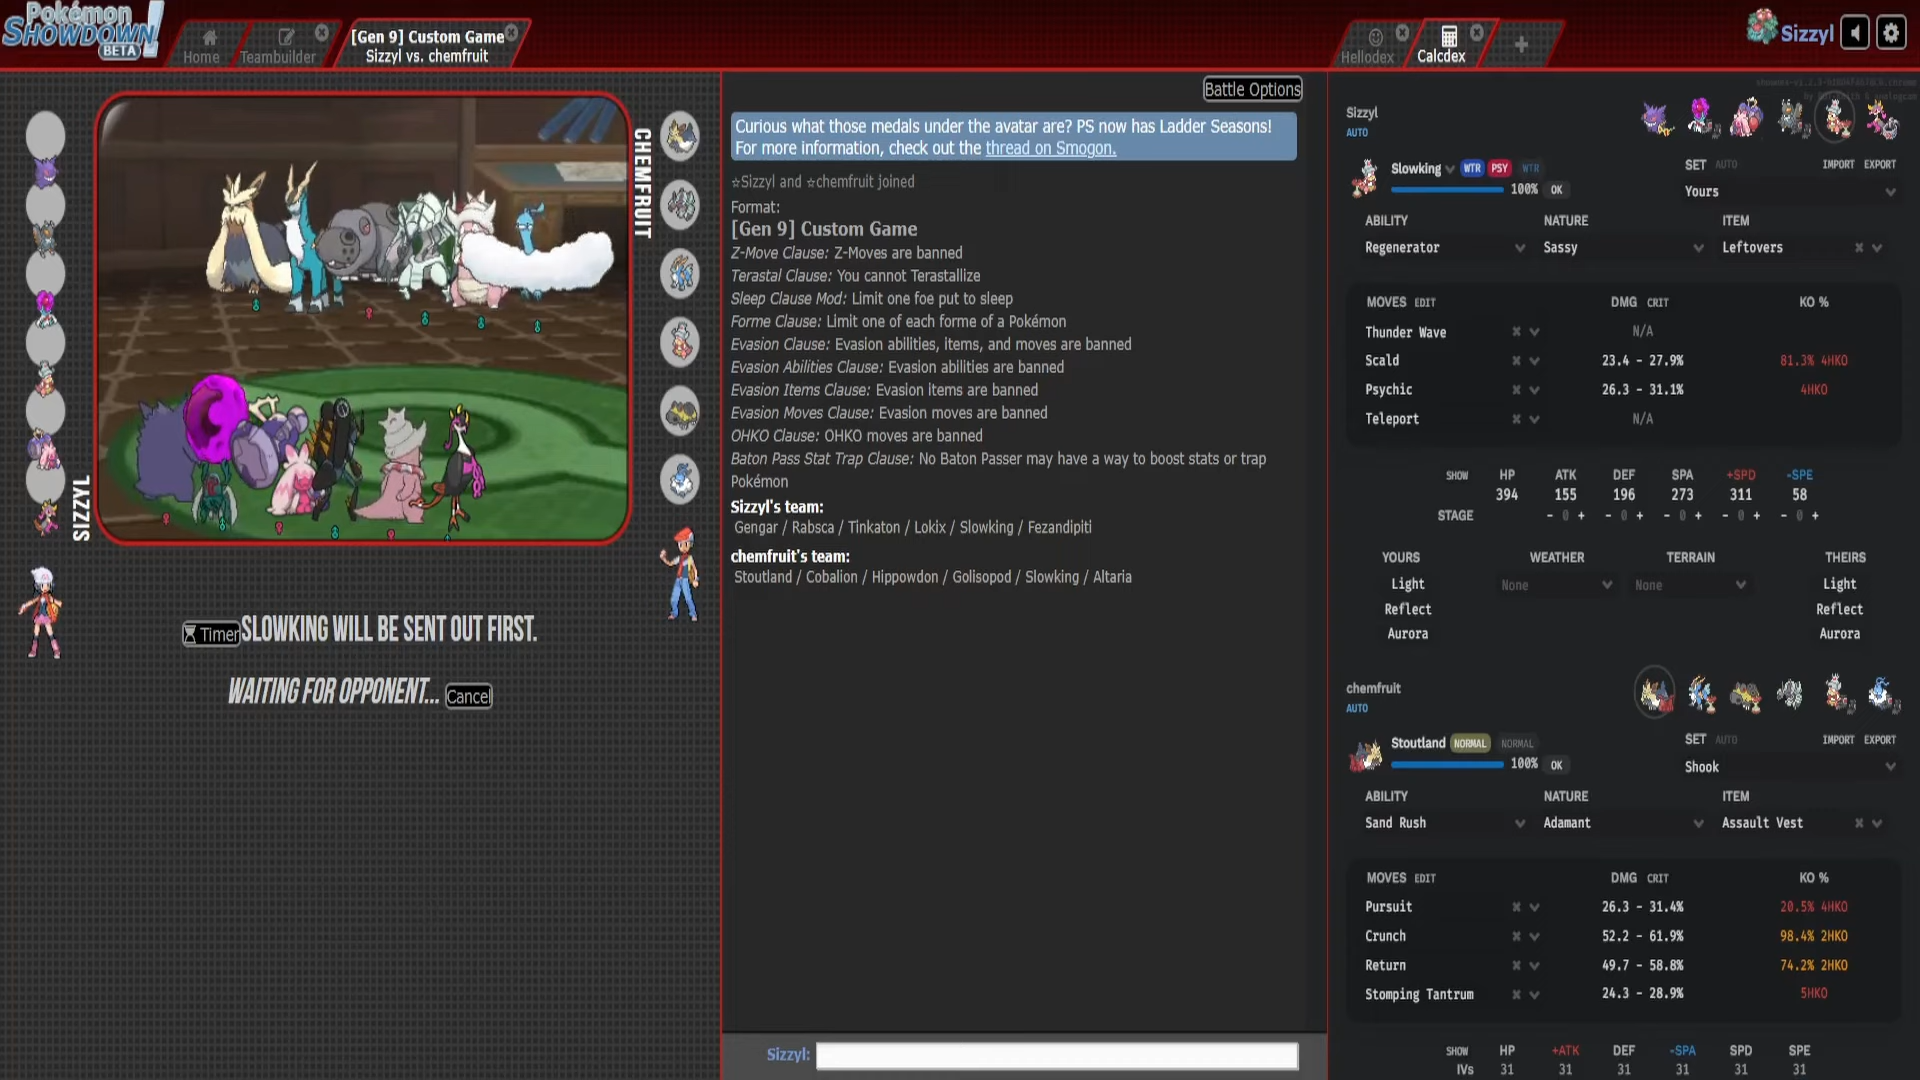 Pokémon
SHOWDOWN!
BETA
Home
Teambuilder
[Gen 9] Custom Game
Sizzyl vs. chemfruit
Hellodex
Calcdex
Sizzyl
Battle Options
Curious what those medals under the avatar are? PS now has Ladder Seasons!
For more information, check out the thread on Smogon.
☆Sizzyl and ☆chemfruit joined
Format:
[Gen 9] Custom Game
Z-Move Clause: Z-Moves are banned
Terastal Clause: You cannot Terastallize
Sleep Clause Mod: Limit one foe put to sleep
Forme Clause: Limit one of each forme of a Pokémon
Evasion Clause: Evasion abilities, items, and moves are banned
Evasion Abilities Clause: Evasion abilities are banned
Evasion Items Clause: Evasion items are banned
Evasion Moves Clause: Evasion moves are banned
OHKO Clause: OHKO moves are banned
Baton Pass Stat Trap Clause: No Baton Passer may have a way to boost stats or trap
Pokémon
Sizzyl's team:
Gengar / Rabsca / Tinkaton / Lokix / Slowking / Fezandipiti
chemfruit's team:
Stoutland / Cobalion / Hippowdon / Golisopod / Slowking / Altaria
CHEMFRUIT
SIZZYL
Timer
SLOWKING WILL BE SENT OUT FIRST.
WAITING FOR OPPONENT... Cancel
Sizzyl:
Sizzyl
AUTO
Slowking WTR PSY WTR
100% OK
SET AUTO IMPORT EXPORT
Yours
ABILITY NATURE ITEM
Regenerator Sassy Leftovers
MOVES EDIT DMG CRIT KO %
Thunder Wave N/A
Scald 23.4 - 27.9% 81.3% 4HKO
Psychic 26.3 - 31.1% 4HKO
Teleport N/A
SHOW HP ATK DEF SPA +SPD -SPE
394 155 196 273 311 58
STAGE - 0 + - 0 + - 0 + - 0 + - 0 +
YOURS WEATHER TERRAIN THEIRS
Light None None Light
Reflect Reflect
Aurora Aurora
chemfruit
AUTO
Stoutland NORMAL NORMAL
100% OK
SET AUTO IMPORT EXPORT
Shook
ABILITY NATURE ITEM
Sand Rush Adamant Assault Vest
MOVES EDIT DMG CRIT KO %
Pursuit 26.3 - 31.4% 20.5% 4HKO
Crunch 52.2 - 61.9% 98.4% 2HKO
Return 49.7 - 58.8% 74.2% 2HKO
Stomping Tantrum 24.3 - 28.9% 5HKO
SHOW HP +ATK DEF -SPA SPD SPE
IVs 31 31 31 31 31 31